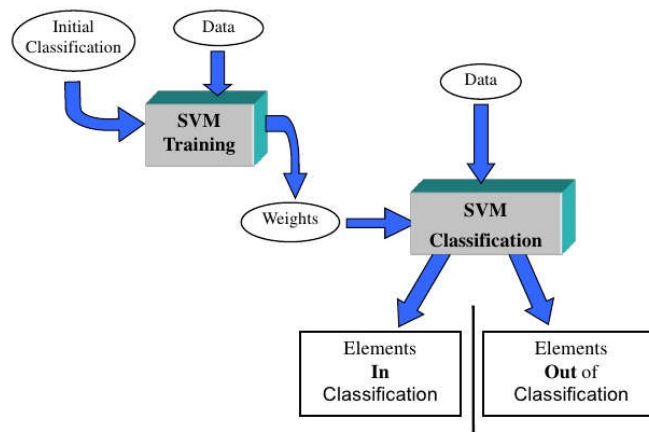 Initial
Classification
Data
SVM
Training
Data
Weights
SVM
Classification
Elements
In
Classification
Elements
Out of
Classification